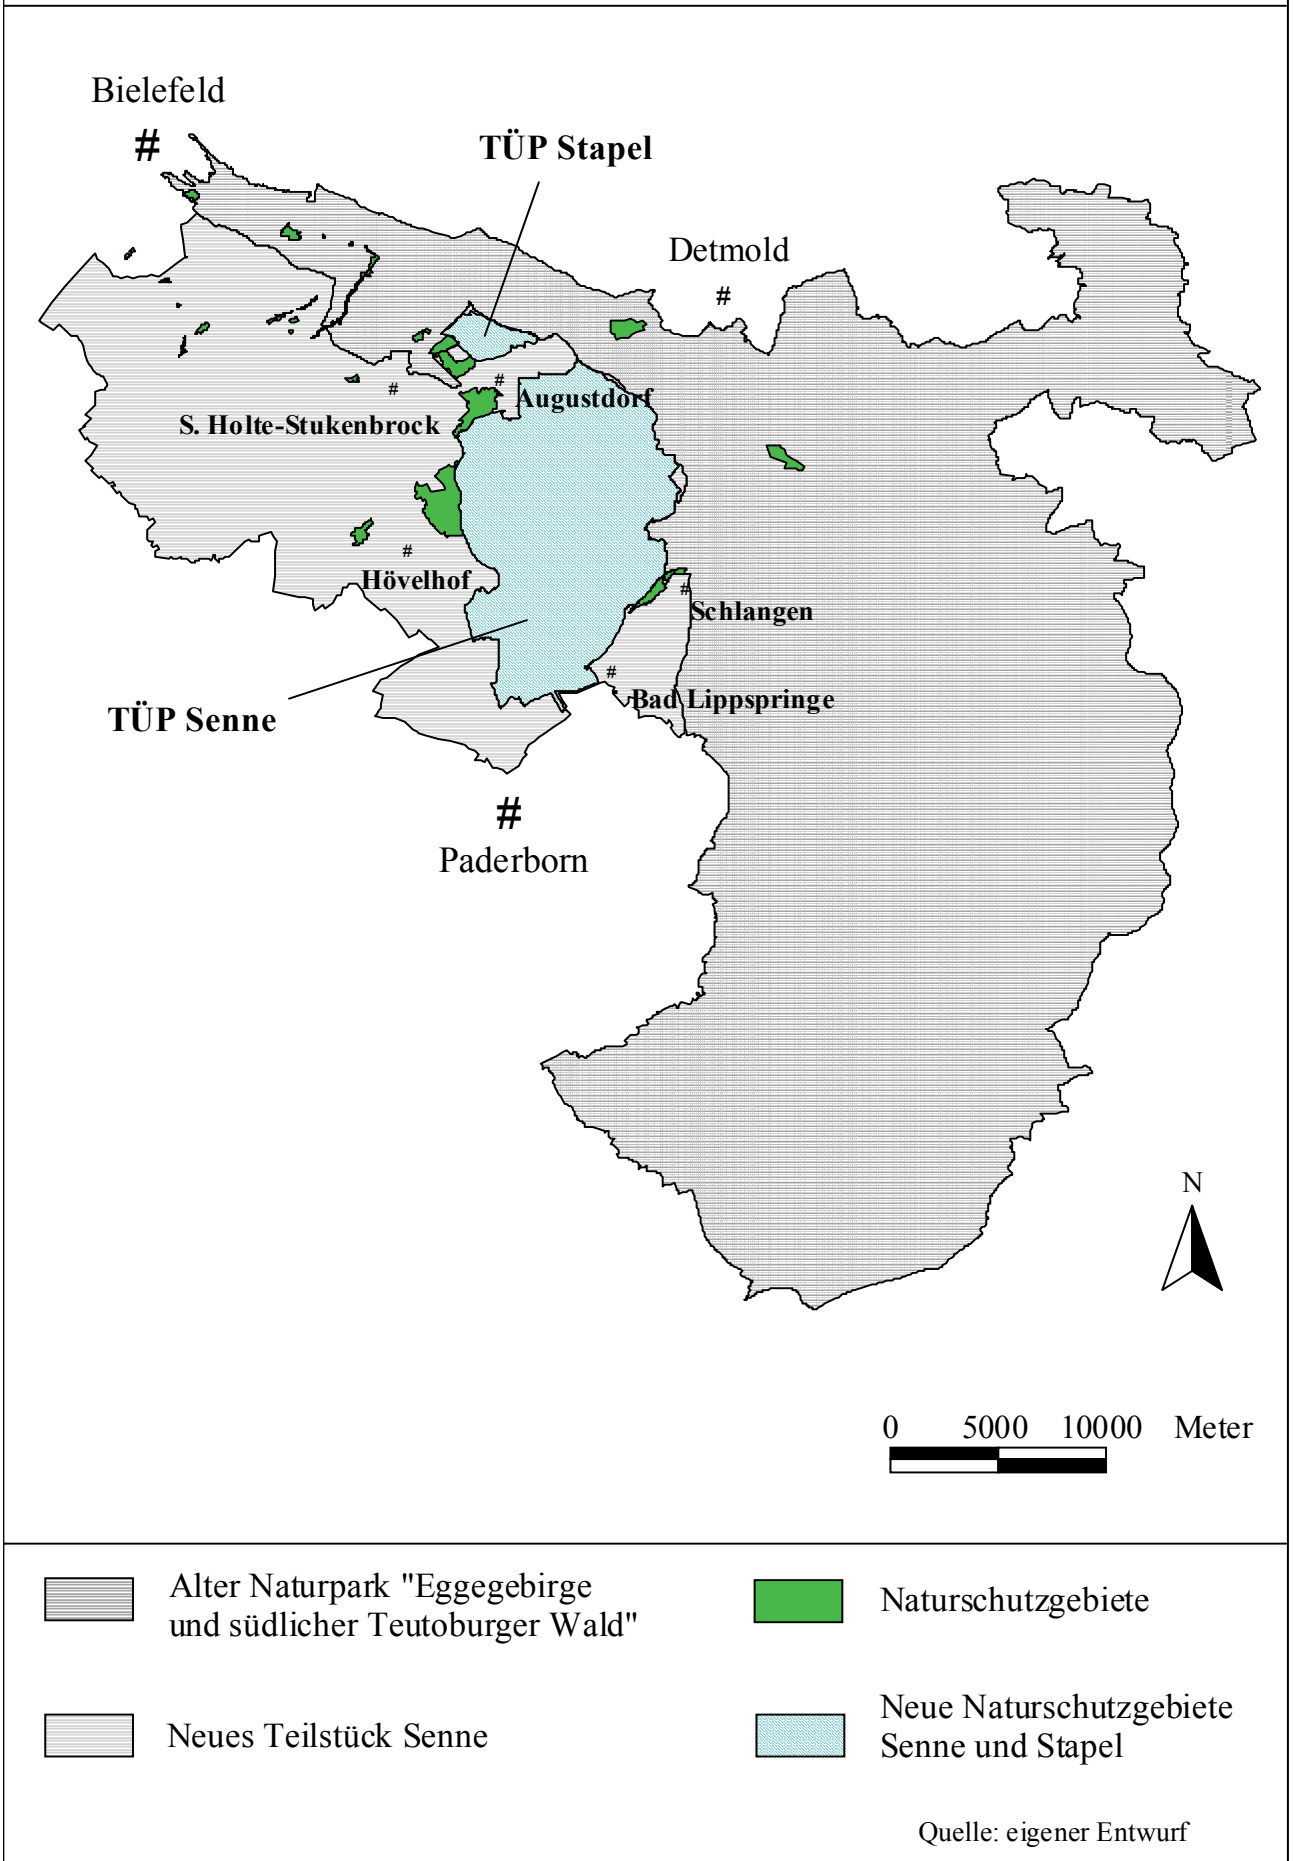 Bielefeld
#
TÜP Stapel
Detmold
#
#
#
Augustdorf
S. Holte-Stukenbrock
#
Hövelhof
#
Schlangen
#
Bad Lippspringe
TÜP Senne
#
Paderborn
N
0 5000 10000 Meter
Alter Naturpark "Eggegebirge
und südlicher Teutoburger Wald"
Naturschutzgebiete
Neues Teilstück Senne
Neue Naturschutzgebiete
Senne und Stapel
Quelle: eigener Entwurf